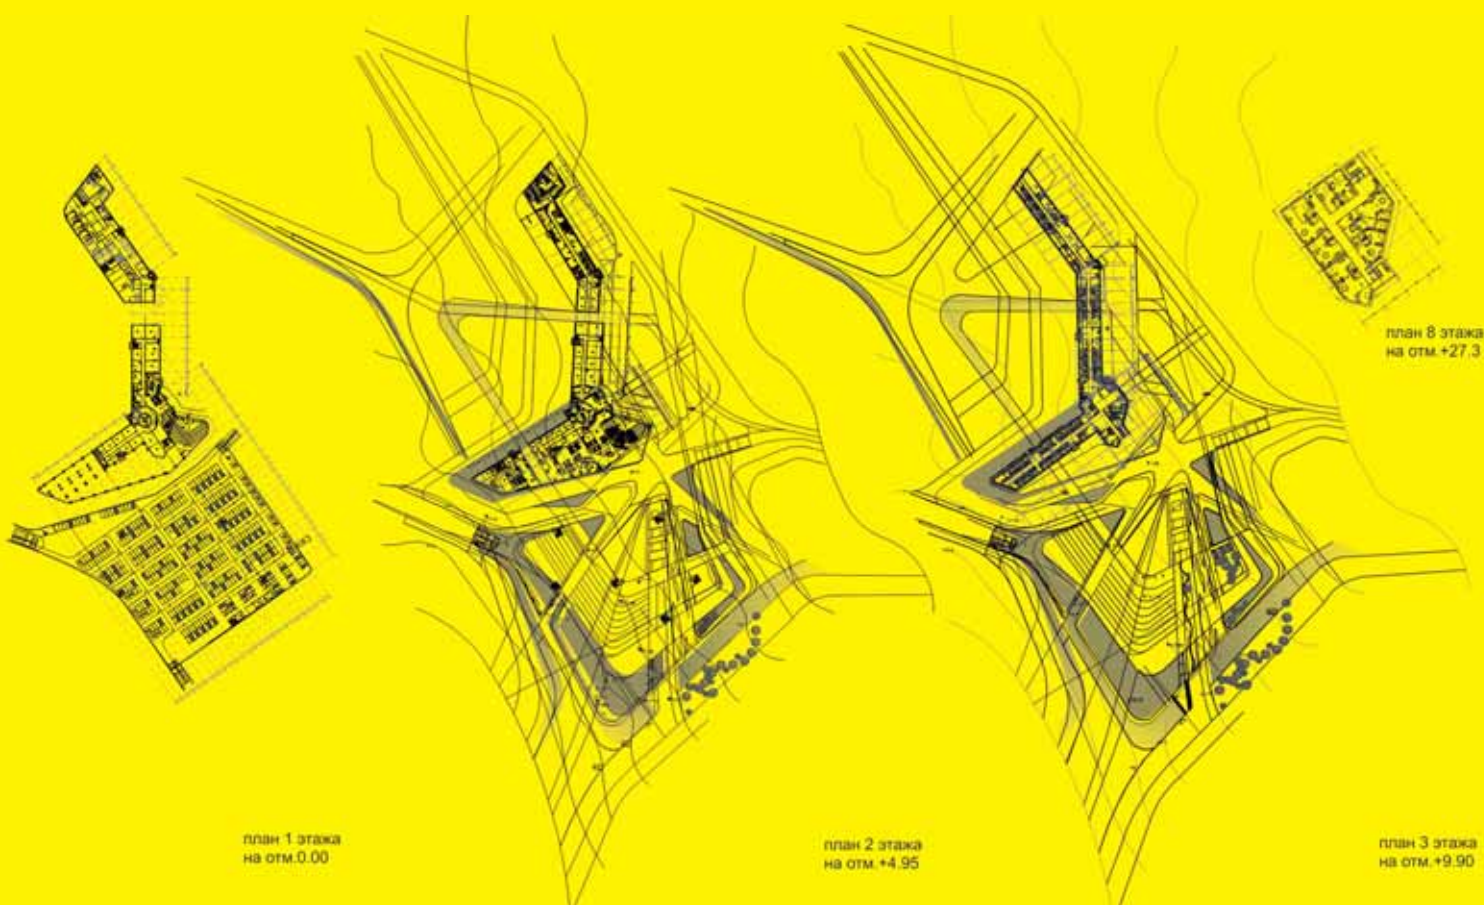 план 8 этажа
на отм.+27.3
план 1 этажа
на отм.0.00
план 2 этажа
на отм.+4.95
план 3 этажа
на отм.+9.90